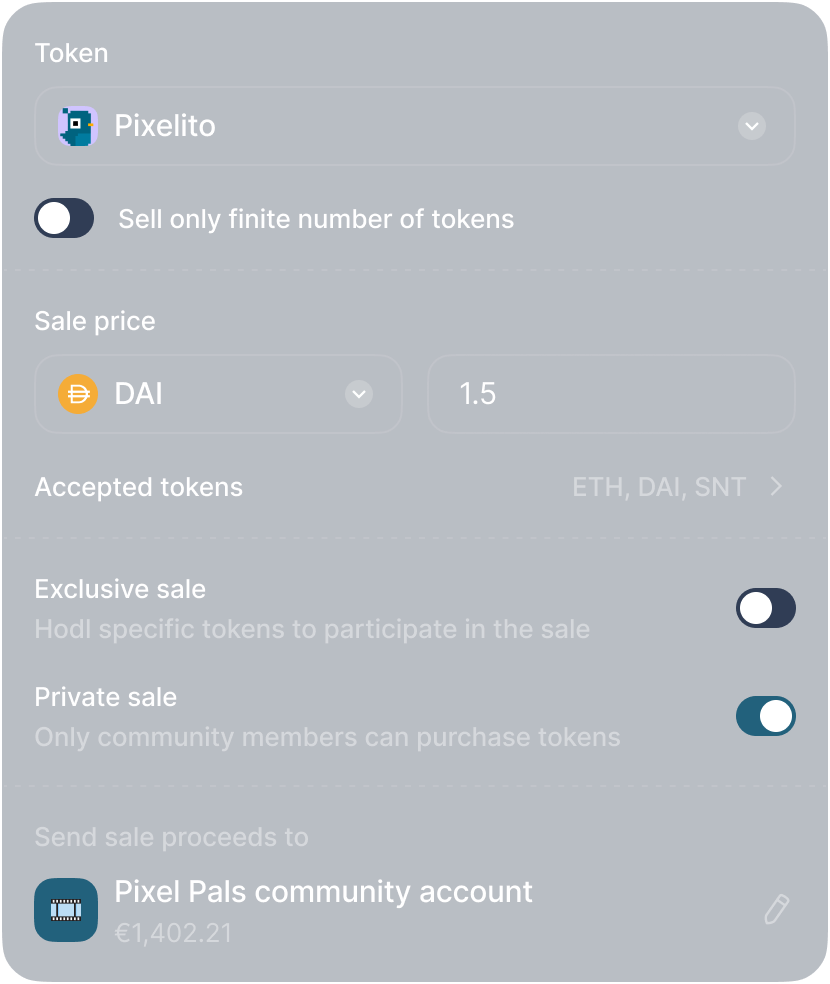 Token
Pixelito
Sell only finite number of tokens
Sale price
DAI
1.5
Accepted tokens
ETH, DAI, SNT
Exclusive sale
Hodl specific tokens to participate in the sale
Private sale
Only community members can purchase tokens
Send sale proceeds to
Pixel Pals community account
€1,402.21